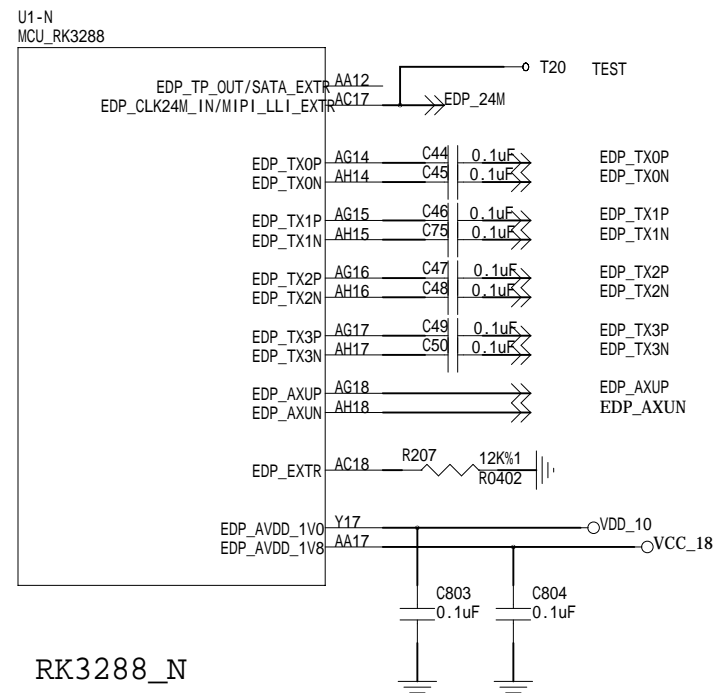 U1-N
MCU_RK3288
EDP_TP_OUT/SATA_EXTR AA12
T20 TEST
EDP_CLK24M_IN/MIPI_LLI_EXTR AC17 EDP_24M
EDP_TX0P AG14 C44 0.1uF EDP_TX0P
EDP_TX0N AH14 C45 0.1uF EDP_TX0N
EDP_TX1P AG15 C46 0.1uF EDP_TX1P
EDP_TX1N AH15 C75 0.1uF EDP_TX1N
EDP_TX2P AG16 C47 0.1uF EDP_TX2P
EDP_TX2N AH16 C48 0.1uF EDP_TX2N
EDP_TX3P AG17 C49 0.1uF EDP_TX3P
EDP_TX3N AH17 C50 0.1uF EDP_TX3N
EDP_AXUP AG18 EDP_AXUP
EDP_AXUN AH18 EDP_AXUN
EDP_EXTR AC18 R207 12K%1
R0402
EDP_AVDD_1V0 Y17 VDD_10
EDP_AVDD_1V8 AA17 VCC_18
C803 C804
0.1uF 0.1uF
RK3288_N